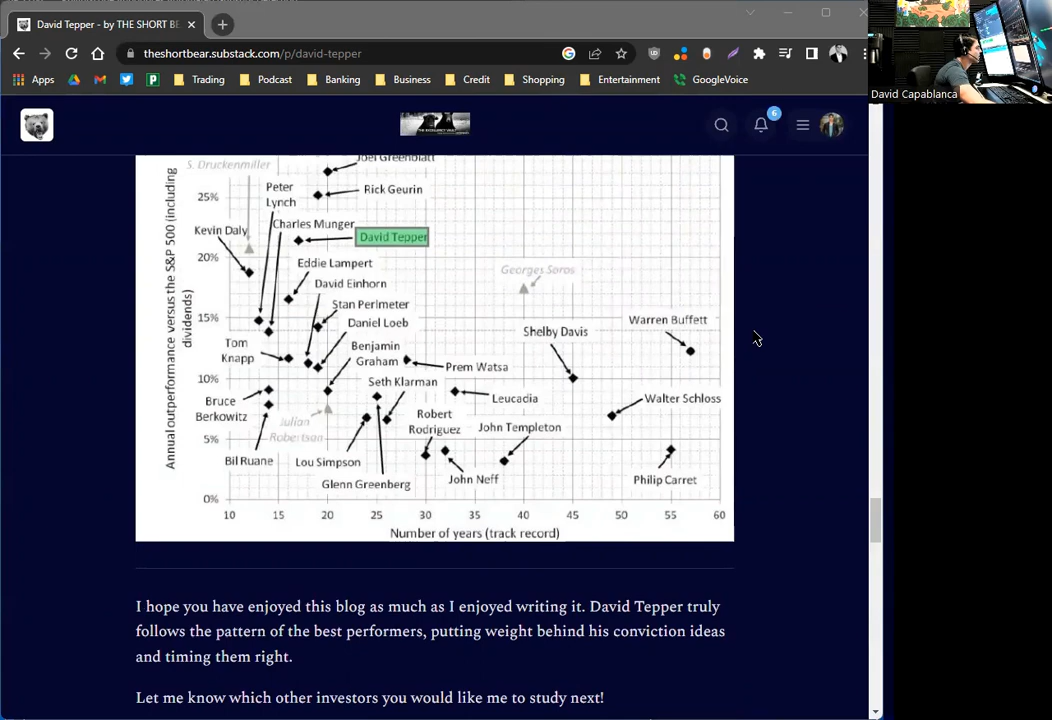 David Tepper - by THE SHORT BE
theshortbear.substack.com/p/david-tepper
Apps
Trading
Podcast
Banking
Business
Credit
Shopping
Entertainment
GoogleVoice
David Capablanca
6
S. Druckenmiller
Joel Greenblatt
Peter
Lynch
Rick Geurin
Charles Munger
Kevin Daly
David Tepper
Eddie Lampert
Georges Soros
David Einhorn
Stan Perlmeter
Daniel Loeb
Shelby Davis
Warren Buffett
Tom
Knapp
Benjamin
Graham
Prem Watsa
Seth Klarman
Leucadia
Walter Schloss
Bruce
Berkowitz
Julian
Robertson
Robert
Rodriguez
John Templeton
Bil Ruane
Lou Simpson
Glenn Greenberg
John Neff
Philip Carret
25%
20%
15%
10%
5%
0%
Annual outperformance versus the S&P 500 (including
dividends)
10 15 20 25 30 35 40 45 50 55 60
Number of years (track record)
I hope you have enjoyed this blog as much as I enjoyed writing it. David Tepper truly
follows the pattern of the best performers, putting weight behind his conviction ideas
and timing them right.
Let me know which other investors you would like me to study next!